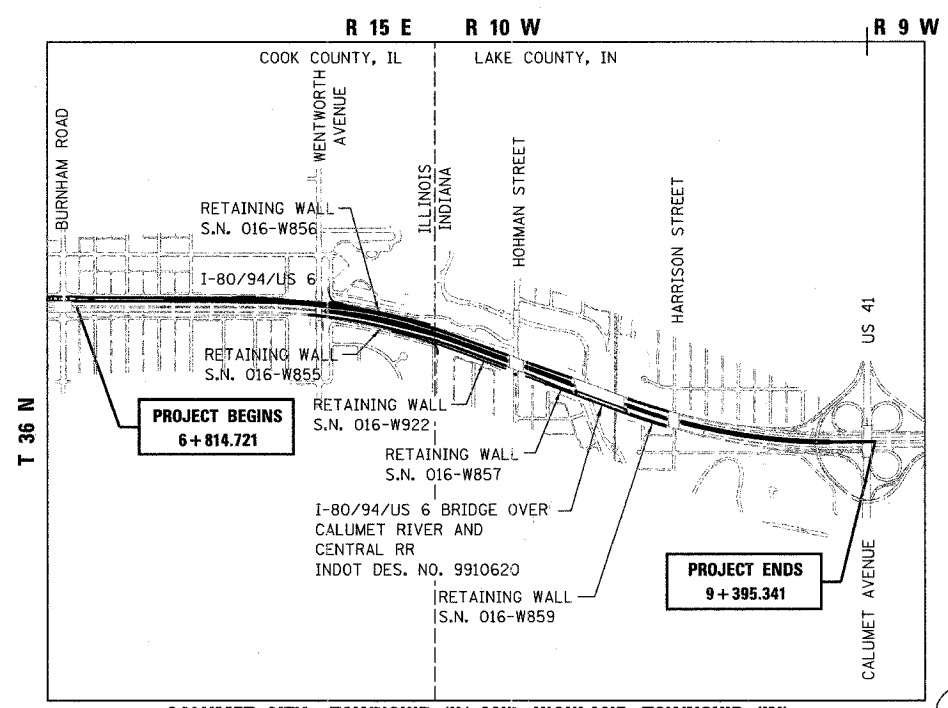 R 15 E
R 10 W
R 9 W
COOK COUNTY, IL
LAKE COUNTY, IN
BURNHAM ROAD
WENTWORTH
AVENUE
ILLINOIS
INDIANA
HOHMAN STREET
HARRISON STREET
US 41
RETAINING WALL
S.N. 016-W856
I-80/94/US 6
RETAINING WALL
S.N. 016-W855
T 36 N
PROJECT BEGINS
6+814.721
RETAINING WALL
S.N. 016-W922
RETAINING WALL
S.N. 016-W857
I-80/94/US 6 BRIDGE OVER
CALUMET RIVER AND
CENTRAL RR
INDOT DES. NO. 9910620
RETAINING WALL
S.N. 016-W859
PROJECT ENDS
9+395.341
CALUMET AVENUE